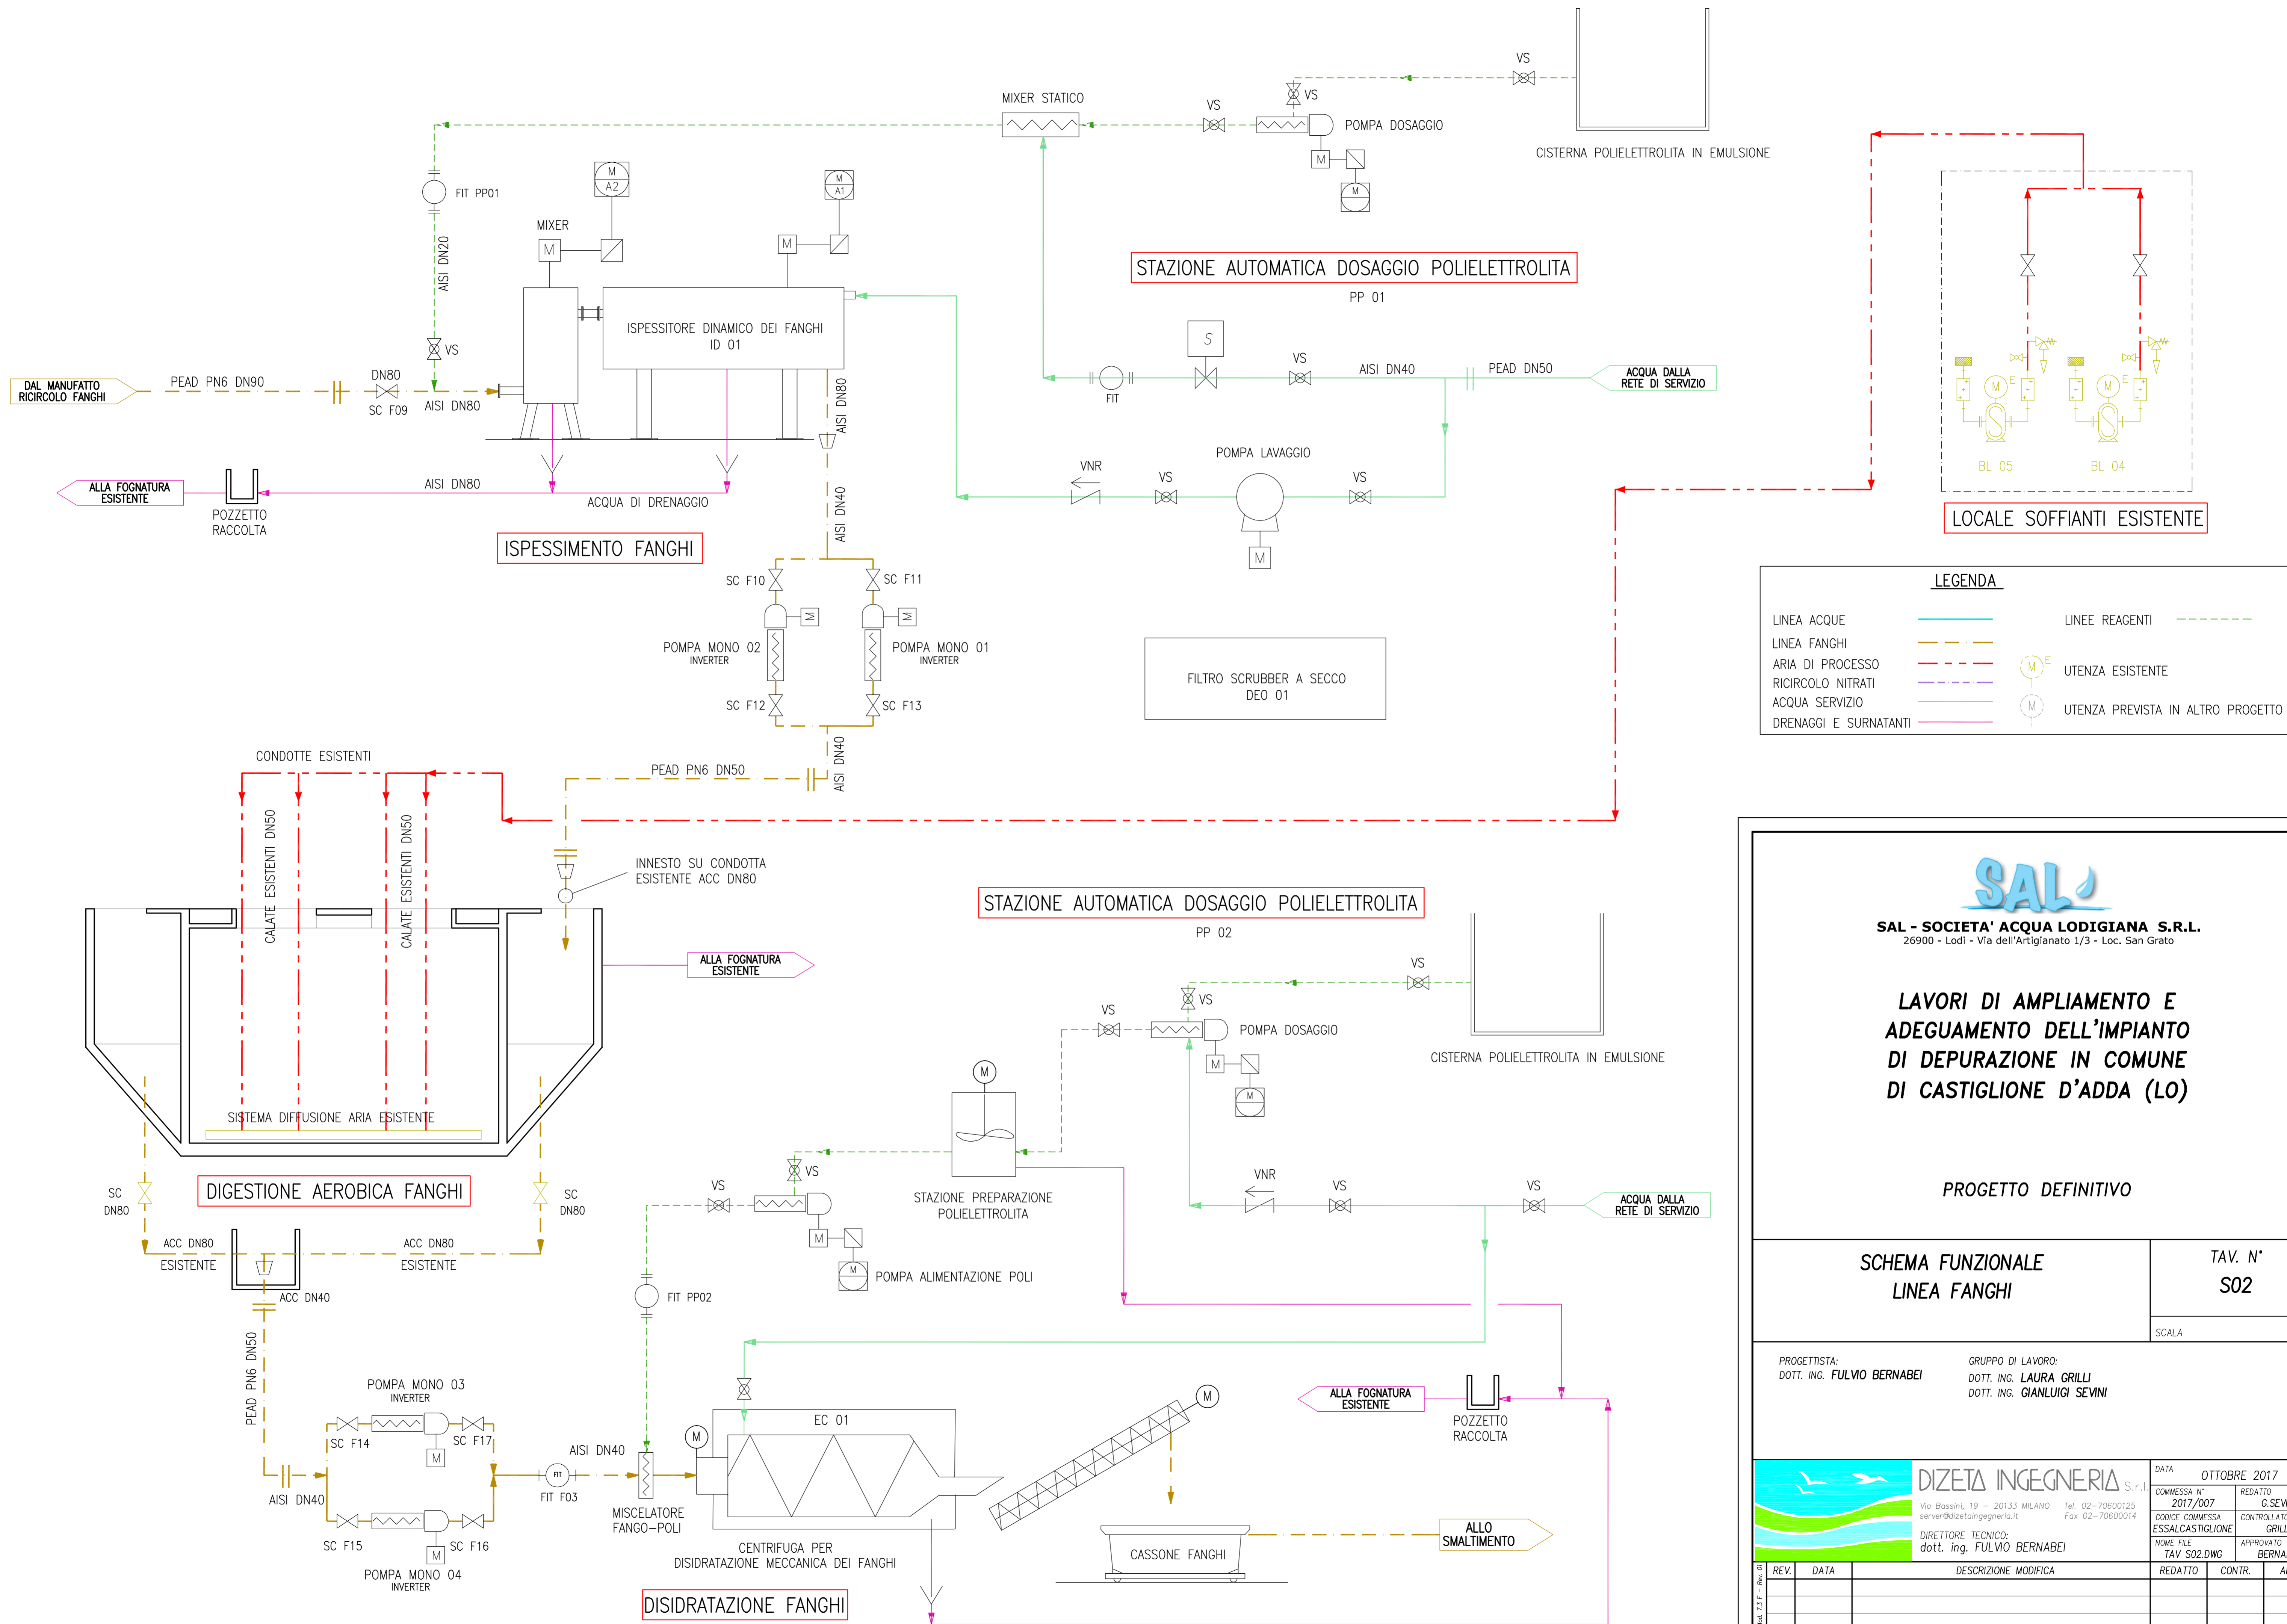 VS
MIXER STATICO
VS
VS
POMPA DOSAGGIO
M
M
CISTERNA POLIELETTROLITA IN EMULSIONE
FIT PP01
M
A2
M
A1
AISI DN20
MIXER
M
M
STAZIONE AUTOMATICA DOSAGGIO POLIELETTROLITA
PP 01
ISPESSITORE DINAMICO DEI FANGHI
ID 01
VS
S
VS
AISI DN40
PEAD DN50
ACQUA DALLA
RETE DI SERVIZIO
FIT
DAL MANUFATTO
RICIRCOLO FANGHI
PEAD PN6 DN90
DN80
SC F09
AISI DN80
AISI DN80
M E
M E
BL 05
BL 04
LOCALE SOFFIANTI ESISTENTE
POMPA LAVAGGIO
VNR
VS
VS
M
ALLA FOGNATURA
ESISTENTE
AISI DN80
ACQUA DI DRENAGGIO
POZZETTO
RACCOLTA
AISI DN40
ISPESSIMENTO FANGHI
SC F10
SC F11
M
M
POMPA MONO 02
INVERTER
POMPA MONO 01
INVERTER
SC F12
SC F13
FILTRO SCRUBBER A SECCO
DEO 01
LEGENDA
LINEA ACQUE
LINEE REAGENTI
LINEA FANGHI
ARIA DI PROCESSO
M E
UTENZA ESISTENTE
RICIRCOLO NITRATI
ACQUA SERVIZIO
M
UTENZA PREVISTA IN ALTRO PROGETTO
DRENAGGI E SURNATANTI
AISI DN40
PEAD PN6 DN50
CONDOTTE ESISTENTI
CALATE ESISTENTI DN50
CALATE ESISTENTI DN50
INNESTO SU CONDOTTA
ESISTENTE ACC DN80
ALLA FOGNATURA
ESISTENTE
SISTEMA DIFFUSIONE ARIA ESISTENTE
SC
DN80
DIGESTIONE AEROBICA FANGHI
SC
DN80
ACC DN80
ESISTENTE
ACC DN80
ESISTENTE
ACC DN40
PEAD PN6 DN50
STAZIONE AUTOMATICA DOSAGGIO POLIELETTROLITA
PP 02
VS
VS
VS
POMPA DOSAGGIO
M
M
CISTERNA POLIELETTROLITA IN EMULSIONE
M
STAZIONE PREPARAZIONE
POLIELETTROLITA
VNR
VS
VS
ACQUA DALLA
RETE DI SERVIZIO
VS
VS
M
M
POMPA ALIMENTAZIONE POLI
FIT PP02
POMPA MONO 03
INVERTER
SC F14
SC F17
M
AISI DN40
SC F15
SC F16
M
POMPA MONO 04
INVERTER
FIT
FIT F03
AISI DN40
MISCELATORE
FANGO-POLI
M
EC 01
CENTRIFUGA PER
DISIDRATAZIONE MECCANICA DEI FANGHI
DISIDRATAZIONE FANGHI
M
CASSONE FANGHI
ALLO
SMALTIMENTO
ALLA FOGNATURA
ESISTENTE
POZZETTO
RACCOLTA
SAL
SAL - SOCIETA' ACQUA LODIGIANA S.R.L.
26900 - Lodi - Via dell'Artigianato 1/3 - Loc. San Grato
LAVORI DI AMPLIAMENTO E
ADEGUAMENTO DELL'IMPIANTO
DI DEPURAZIONE IN COMUNE
DI CASTIGLIONE D'ADDA (LO)
PROGETTO DEFINITIVO
SCHEMA FUNZIONALE
LINEA FANGHI
TAV. N°
S02
SCALA
PROGETTISTA:
DOTT. ING. FULVIO BERNABEI
GRUPPO DI LAVORO:
DOTT. ING. LAURA GRILLI
DOTT. ING. GIANLUIGI SEVINI
DIZETA INGEGNERIA S.r.l.
Via Bassini, 19 - 20133 MILANO Tel. 02-70600125
server@dizetaingegneria.it Fax 02-70600014
DIRETTORE TECNICO:
dott. ing. FULVIO BERNABEI
DATA
OTTOBRE 2017
COMMESSA N°
2017/007
REDATTO
CODICE COMMESSA
ESSALCASTIGLIONE
NOME FILE
TAV S02.DWG
APPROVATO
REV.
DATA
DESCRIZIONE MODIFICA
REDATTO
CONTR.
Mod. 7.3 F - Rev. 01